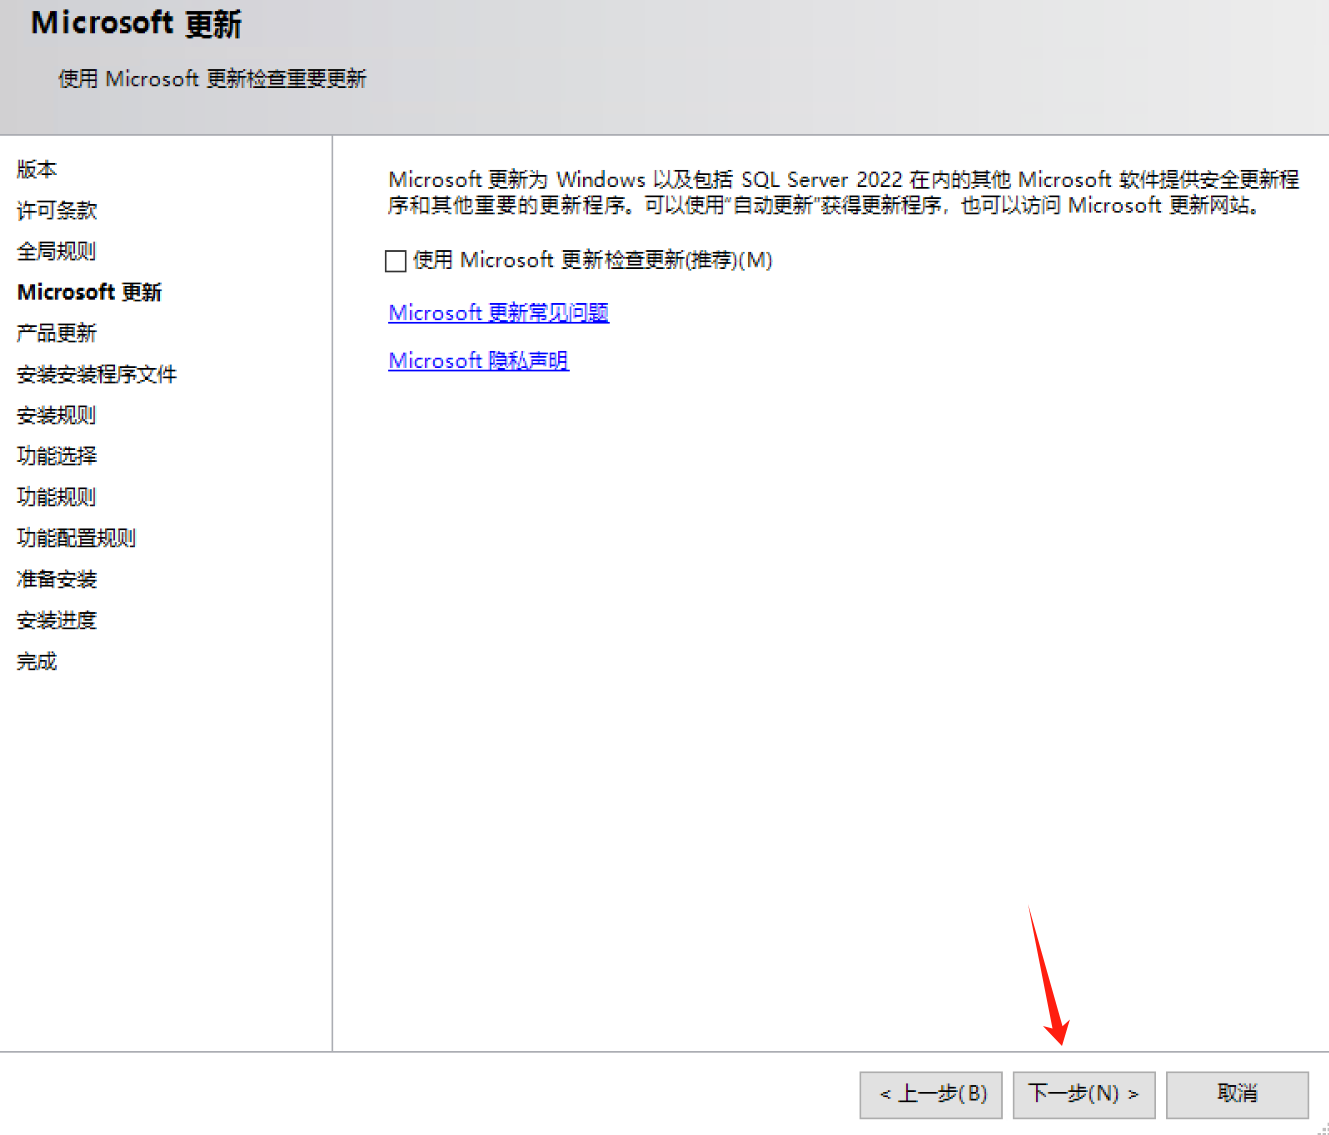 Microsoft 更新
使用 Microsoft 更新检查重要更新
版本
许可条款
全局规则
Microsoft 更新
产品更新
安装安装程序文件
安装规则
功能选择
功能规则
功能配置规则
准备安装
安装进度
完成
Microsoft 更新为 Windows 以及包括 SQL Server 2022 在内的其他 Microsoft 软件提供安全更新程
序和其他重要的更新程序。可以使用“自动更新”获得更新程序，也可以访问 Microsoft 更新网站。
使用 Microsoft 更新检查更新(推荐)(M)
Microsoft 更新常见问题
Microsoft 隐私声明
< 上一步(B)
下一步(N) >
取消